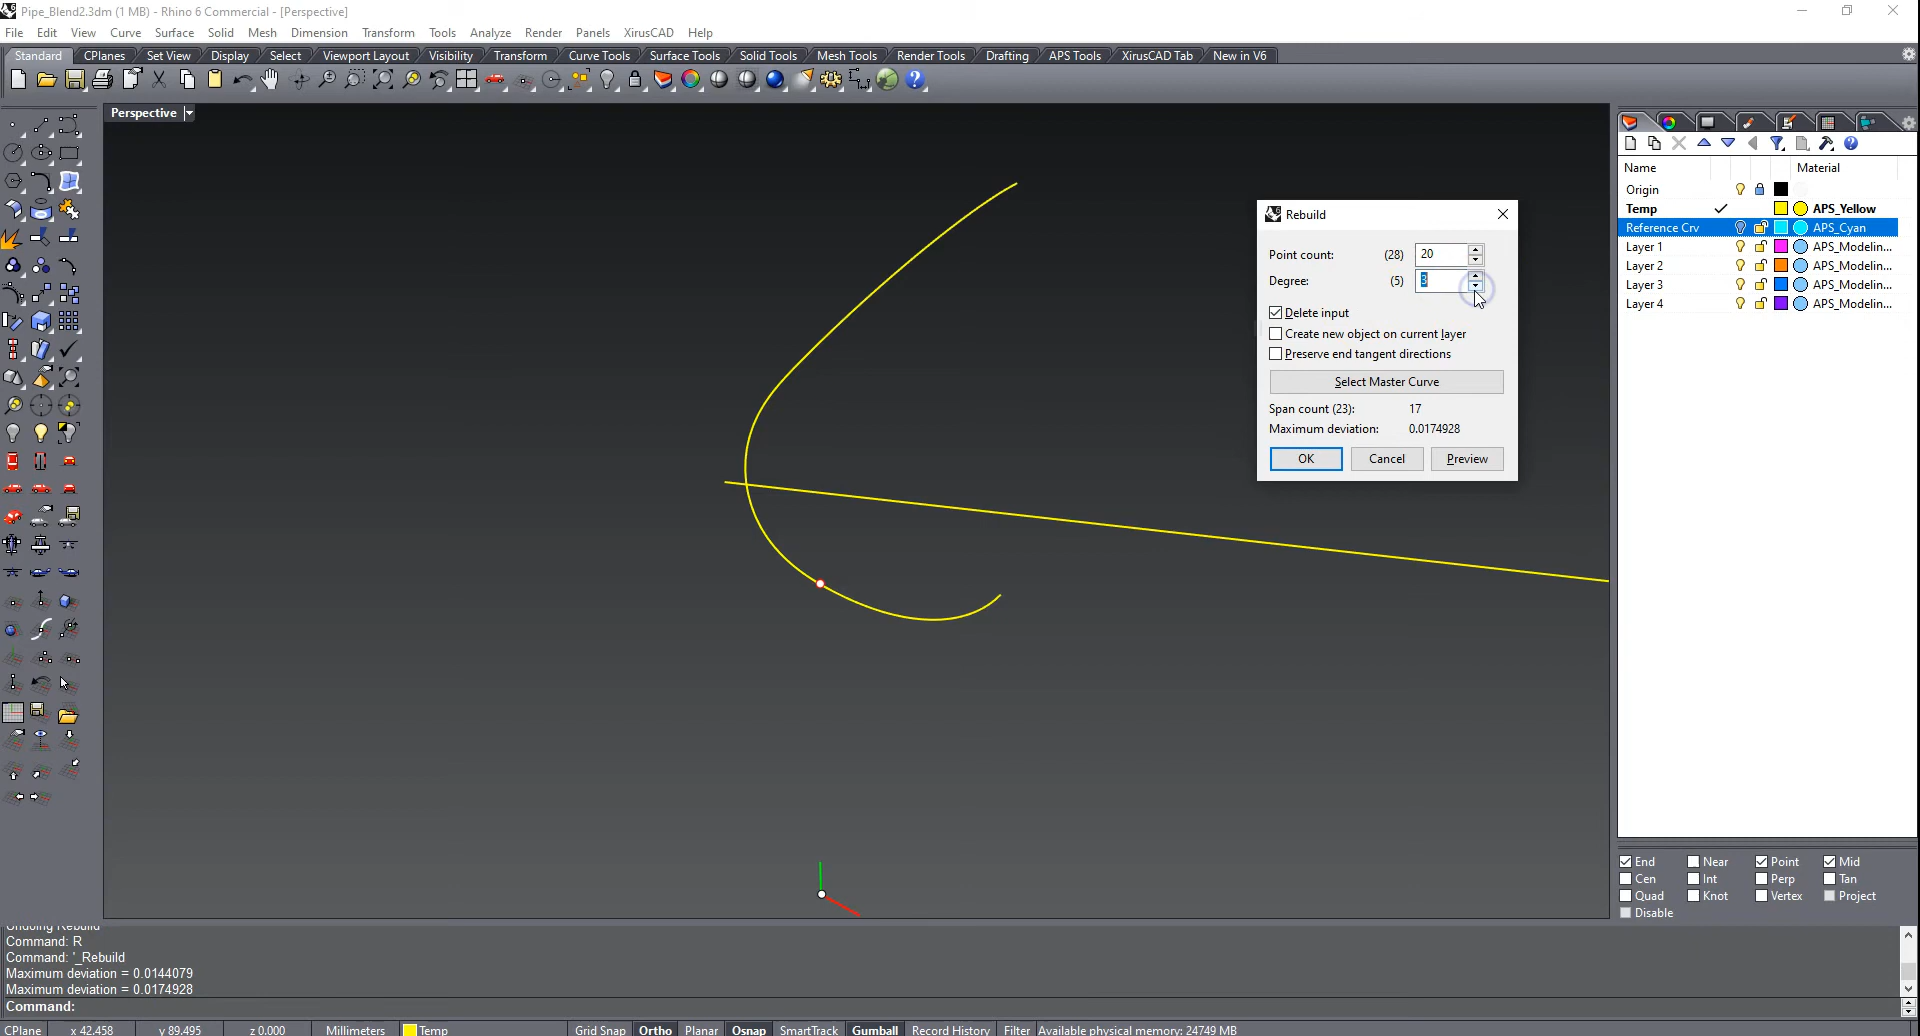 Pipe_Blend2.3dm (1 MB) - Rhino 6 Commercial - [Perspective]
File Edit View Curve Surface Solid Mesh Dimension Transform Tools Analyze Render Panels XirusCAD Help
Standard CPlanes Set View Display Select Viewport Layout Visibility Transform Curve Tools Surface Tools Solid Tools Mesh Tools Render Tools Drafting APS Tools XirusCAD Tab New in V6
Perspective
Rebuild
Point count: (28) 20
Degree: (5) 3
Delete input
Create new object on current layer
Preserve end tangent directions
Select Master Curve
Span count (23): 17
Maximum deviation: 0.0174928
OK Cancel Preview
Name Material
Origin
Temp APS_Yellow
Reference Crv APS_Cyan
Layer 1 APS_Modelin...
Layer 2 APS_Modelin...
Layer 3 APS_Modelin...
Layer 4 APS_Modelin...
End Near Point Mid
Cen Int Perp Tan
Quad Knot Vertex Project
Disable
Undoing Rebuild
Command: R
Command: '_Rebuild
Maximum deviation = 0.0144079
Maximum deviation = 0.0174928
Command:
CPlane x 42.458 y 89.495 z 0.000 Millimeters Temp Grid Snap Ortho Planar Osnap SmartTrack Gumball Record History Filter Available physical memory: 24749 MB